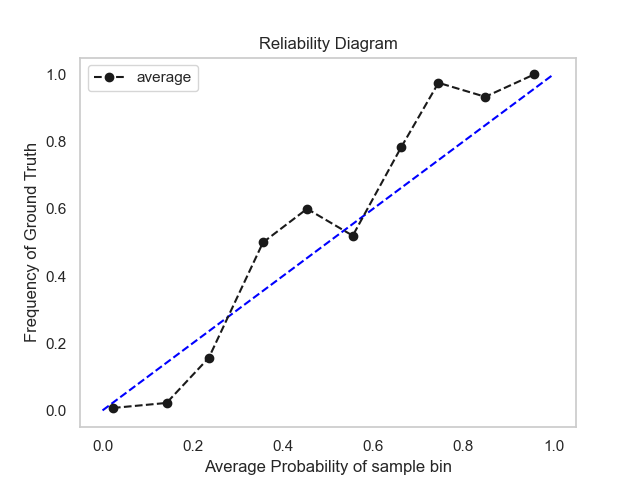 Reliability Diagram
average
1.0
0.8
0.6
0.4
0.2
0.0
Frequency of Ground Truth
0.0 0.2 0.4 0.6 0.8 1.0
Average Probability of sample bin